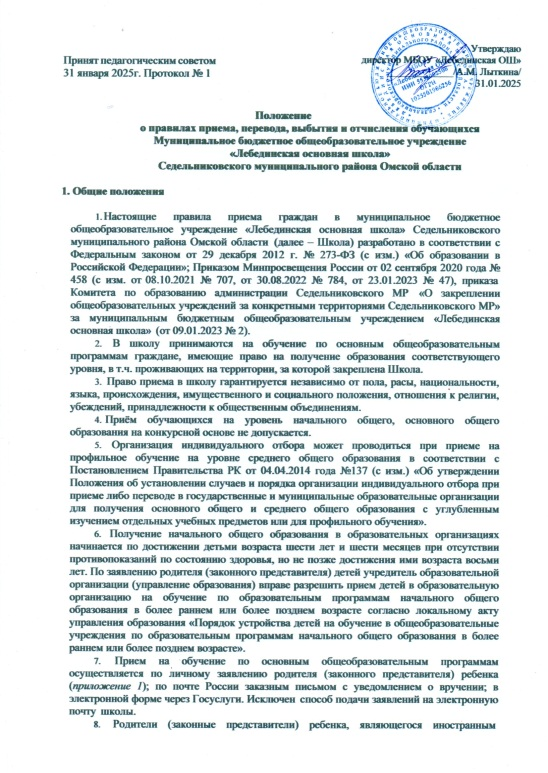 Принят педагогическим советом
31 января 2025г. Протокол № 1
Утверждаю
директор МБОУ «Лебединская ОШ»
/А.М. Лыткина/
31.01.2025
Положение
о правилах приема, перевода, выбытия и отчисления обучающихся
Муниципальное бюджетное общеобразовательное учреждение
«Лебединская основная школа»
Седельниковского муниципального района Омской области
1. Общие положения
1. Настоящие правила приема граждан в муниципальное бюджетное
общеобразовательное учреждение «Лебединская основная школа» Седельниковского
муниципального района Омской области (далее – Школа) разработано в соответствии с
Федеральным законом от 29 декабря 2012 г. № 273-ФЗ (с изм.) «Об образовании в
Российской Федерации»; Приказом Минпросвещения России от 02 сентября 2020 года №
458 (с изм. от 08.10.2021 № 707, от 30.08.2022 № 784, от 23.01.2023 № 47), приказа
Комитета по образованию администрации Седельниковского МР «О закреплении
общеобразовательных учреждений за конкретными территориями Седельниковского МР»
за муниципальным бюджетным общеобразовательным учреждением «Лебединская
основная школа» (от 09.01.2023 № 2).
2. В школу принимаются на обучение по основным общеобразовательным
программам граждане, имеющие право на получение образования соответствующего
уровня, в т.ч. проживающих на территории, за которой закреплена Школа.
3. Право приема в школу гарантируется независимо от пола, расы, национальности,
языка, происхождения, имущественного и социального положения, отношения к религии,
убеждений, принадлежности к общественным объединениям.
4. Приём обучающихся на уровень начального общего, основного общего
образования на конкурсной основе не допускается.
5. Организация индивидуального отбора может проводиться при приеме на
профильное обучение на уровне среднего общего образования в соответствии с
Постановлением Правительства РК от 04.04.2014 года №137 (с изм.) «Об утверждении
Положения об установлении случаев и порядка организации индивидуального отбора при
приеме либо переводе в государственные и муниципальные образовательные организации
для получения основного общего и среднего общего образования с углубленным
изучением отдельных учебных предметов или для профильного обучения».
6. Получение начального общего образования в образовательных организациях
начинается по достижении детьми возраста шести лет и шести месяцев при отсутствии
противопоказаний по состоянию здоровья, но не позже достижения ими возраста восьми
лет. По заявлению родителя (законного представителя) детей учредитель образовательной
организации (управление образования) вправе разрешить прием детей в образовательную
организацию на обучение по образовательным программам начального общего
образования в более раннем или более позднем возрасте согласно локальному акту
управления образования «Порядок устройства детей на обучение в общеобразовательные
учреждения по образовательным программам начального общего образования в более
раннем или более позднем возрасте».
7. Прием на обучение по основным общеобразовательным программам
осуществляется по личному заявлению родителя (законного представителя) ребенка
(приложение 1); по почте России заказным письмом с уведомлением о вручении; в
электронной форме через Госуслуги. Исключен способ подачи заявлений на электронную
почту школы.
8. Родители (законные представители) ребенка, являющегося иностранным